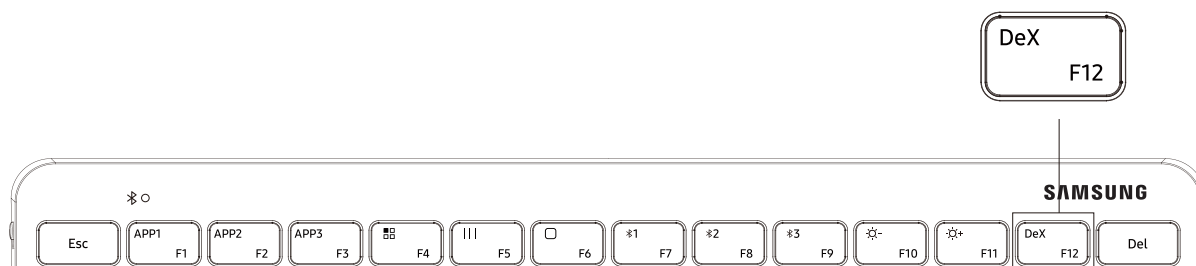 DeX
F12
SAMSUNG
Esc
APP1
F1
APP2
F2
APP3
F3
F4
F5
F6
1
F7
2
F8
3
F9
-
F10
+
F11
DeX
F12
Del